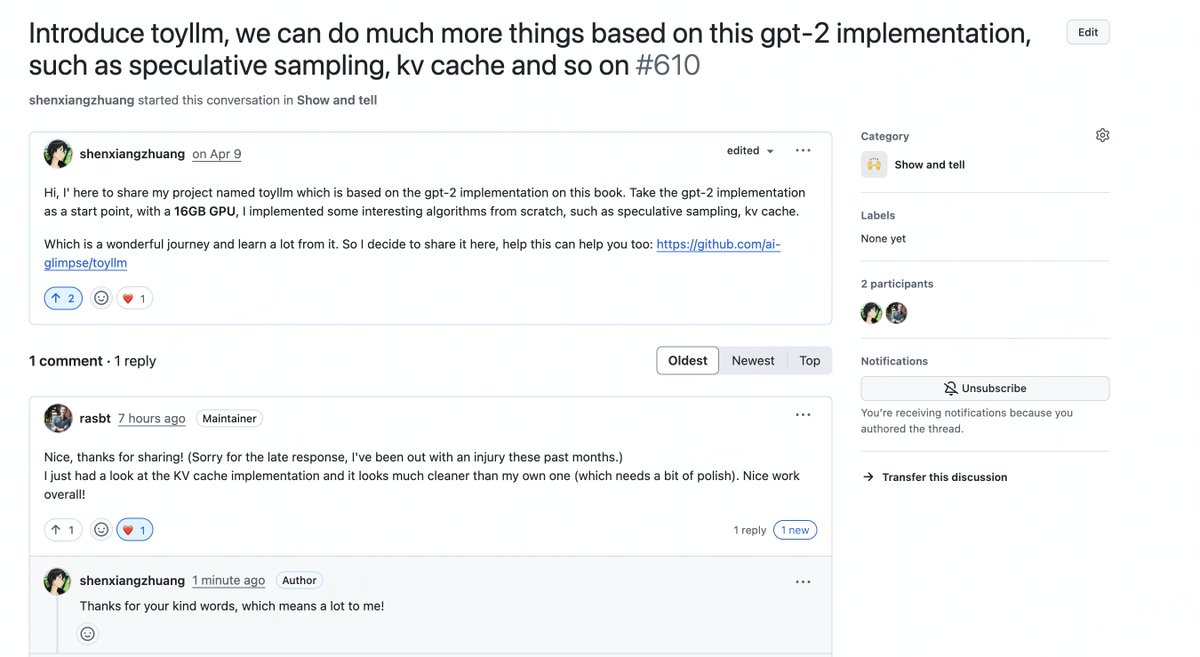 Introduce toyllm, we can do much more things based on this gpt-2 implementation,
such as speculative sampling, kv cache and so on #610
Edit
shenxiangzhuang started this conversation in Show and tell
shenxiangzhuang on Apr 9
edited
Hi, I' here to share my project named toyllm which is based on the gpt-2 implementation on this book. Take the gpt-2 implementation
as a start point, with a 16GB GPU, I implemented some interesting algorithms from scratch, such as speculative sampling, kv cache.
Which is a wonderful journey and learn a lot from it. So I decide to share it here, help this can help you too: https://github.com/ai-
glimpse/toyllm
2
1
1 comment · 1 reply
Oldest
Newest
Top
rasbt 7 hours ago Maintainer
Nice, thanks for sharing! (Sorry for the late response, I've been out with an injury these past months.)
I just had a look at the KV cache implementation and it looks much cleaner than my own one (which needs a bit of polish). Nice work
overall!
1
1
1 reply
1 new
shenxiangzhuang 1 minute ago Author
Thanks for your kind words, which means a lot to me!
Category
Show and tell
Labels
None yet
2 participants
Notifications
Unsubscribe
You're receiving notifications because you
authored the thread.
Transfer this discussion